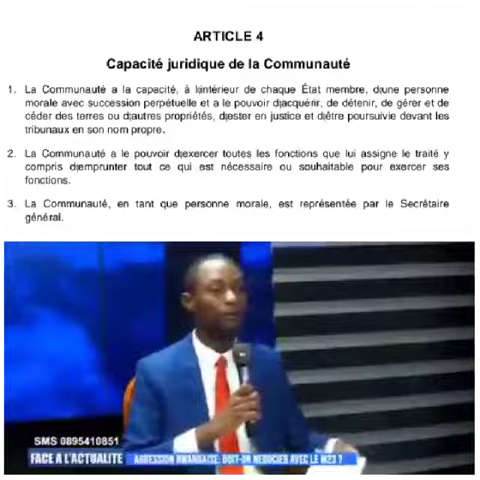 ARTICLE 4
Capacité juridique de la Communauté
1. La Communauté a la capacité, à l¡intérieur de chaque État membre, d¡une personne
morale avec succession perpétuelle et a le pouvoir d¡acquérir, de détenir, de gérer et de
céder des terres ou d¡autres propriétés, d¡ester en justice et d¡être poursuivie devant les
tribunaux en son nom propre.
2. La Communauté a le pouvoir d¡exercer toutes les fonctions que lui assigne le traité y
compris d¡emprunter tout ce qui est nécessaire ou souhaitable pour exercer ses
fonctions.
3. La Communauté, en tant que personne morale, est représentée par le Secrétaire
général.
SMS 0895410851
FACE A L'ACTUALITE
AGRESSION RWANDAISE: DOIT-ON NEGOCIER AVEC LE M23 ?